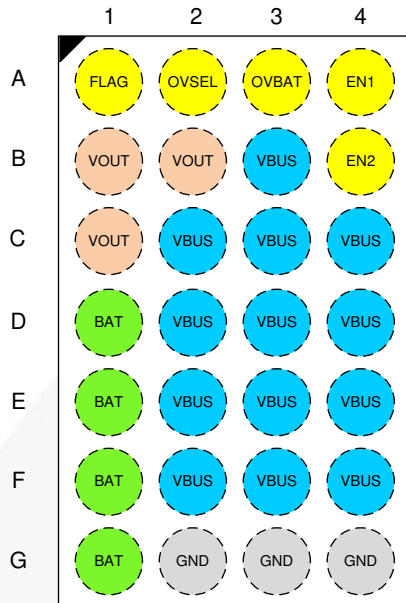 1 2 3 4
A FLAG OVSEL OVBAT EN1
B VOUT VOUT VBUS EN2
C VOUT VBUS VBUS VBUS
D BAT VBUS VBUS VBUS
E BAT VBUS VBUS VBUS
F BAT VBUS VBUS VBUS
G BAT GND GND GND